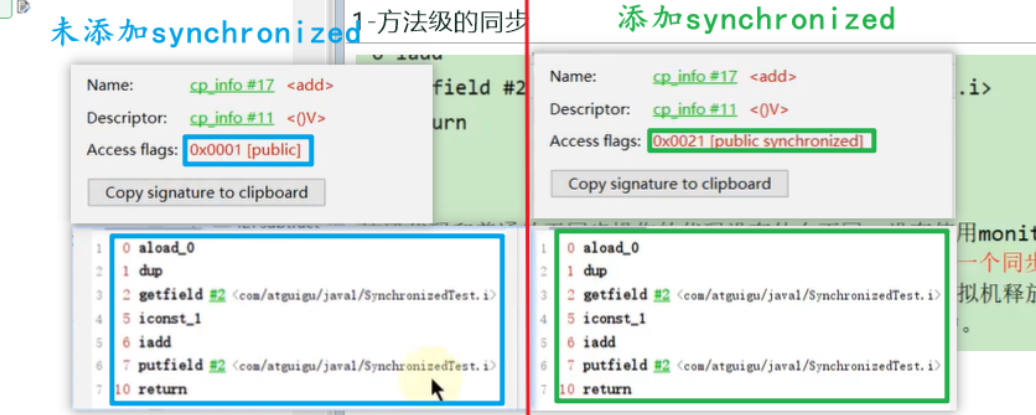 未添加synchronized
1-方法级的同步
添加synchronized
Name: cp_info #17 <add>
Descriptor: cp_info #11 <()V>
Access flags: 0x0001 [public]
Copy signature to clipboard
field #2
urn
Name: cp_info #17 <add>
Descriptor: cp_info #11 <()V>
Access flags: 0x0021 [public synchronized]
Copy signature to clipboard
.i>
用monit
一个同步
拟机释放
。
1 0 aload_0
2 1 dup
3 2 getfield #2 <com/atguigu/java1/SynchronizedTest.i>
4 5 iconst_1
5 6 iadd
6 7 putfield #2 <com/atguigu/java1/SynchronizedTest.i>
7 10 return
1 0 aload_0
2 1 dup
3 2 getfield #2 <com/atguigu/java1/SynchronizedTest.i>
4 5 iconst_1
5 6 iadd
6 7 putfield #2 <com/atguigu/java1/SynchronizedTest.i>
7 10 return